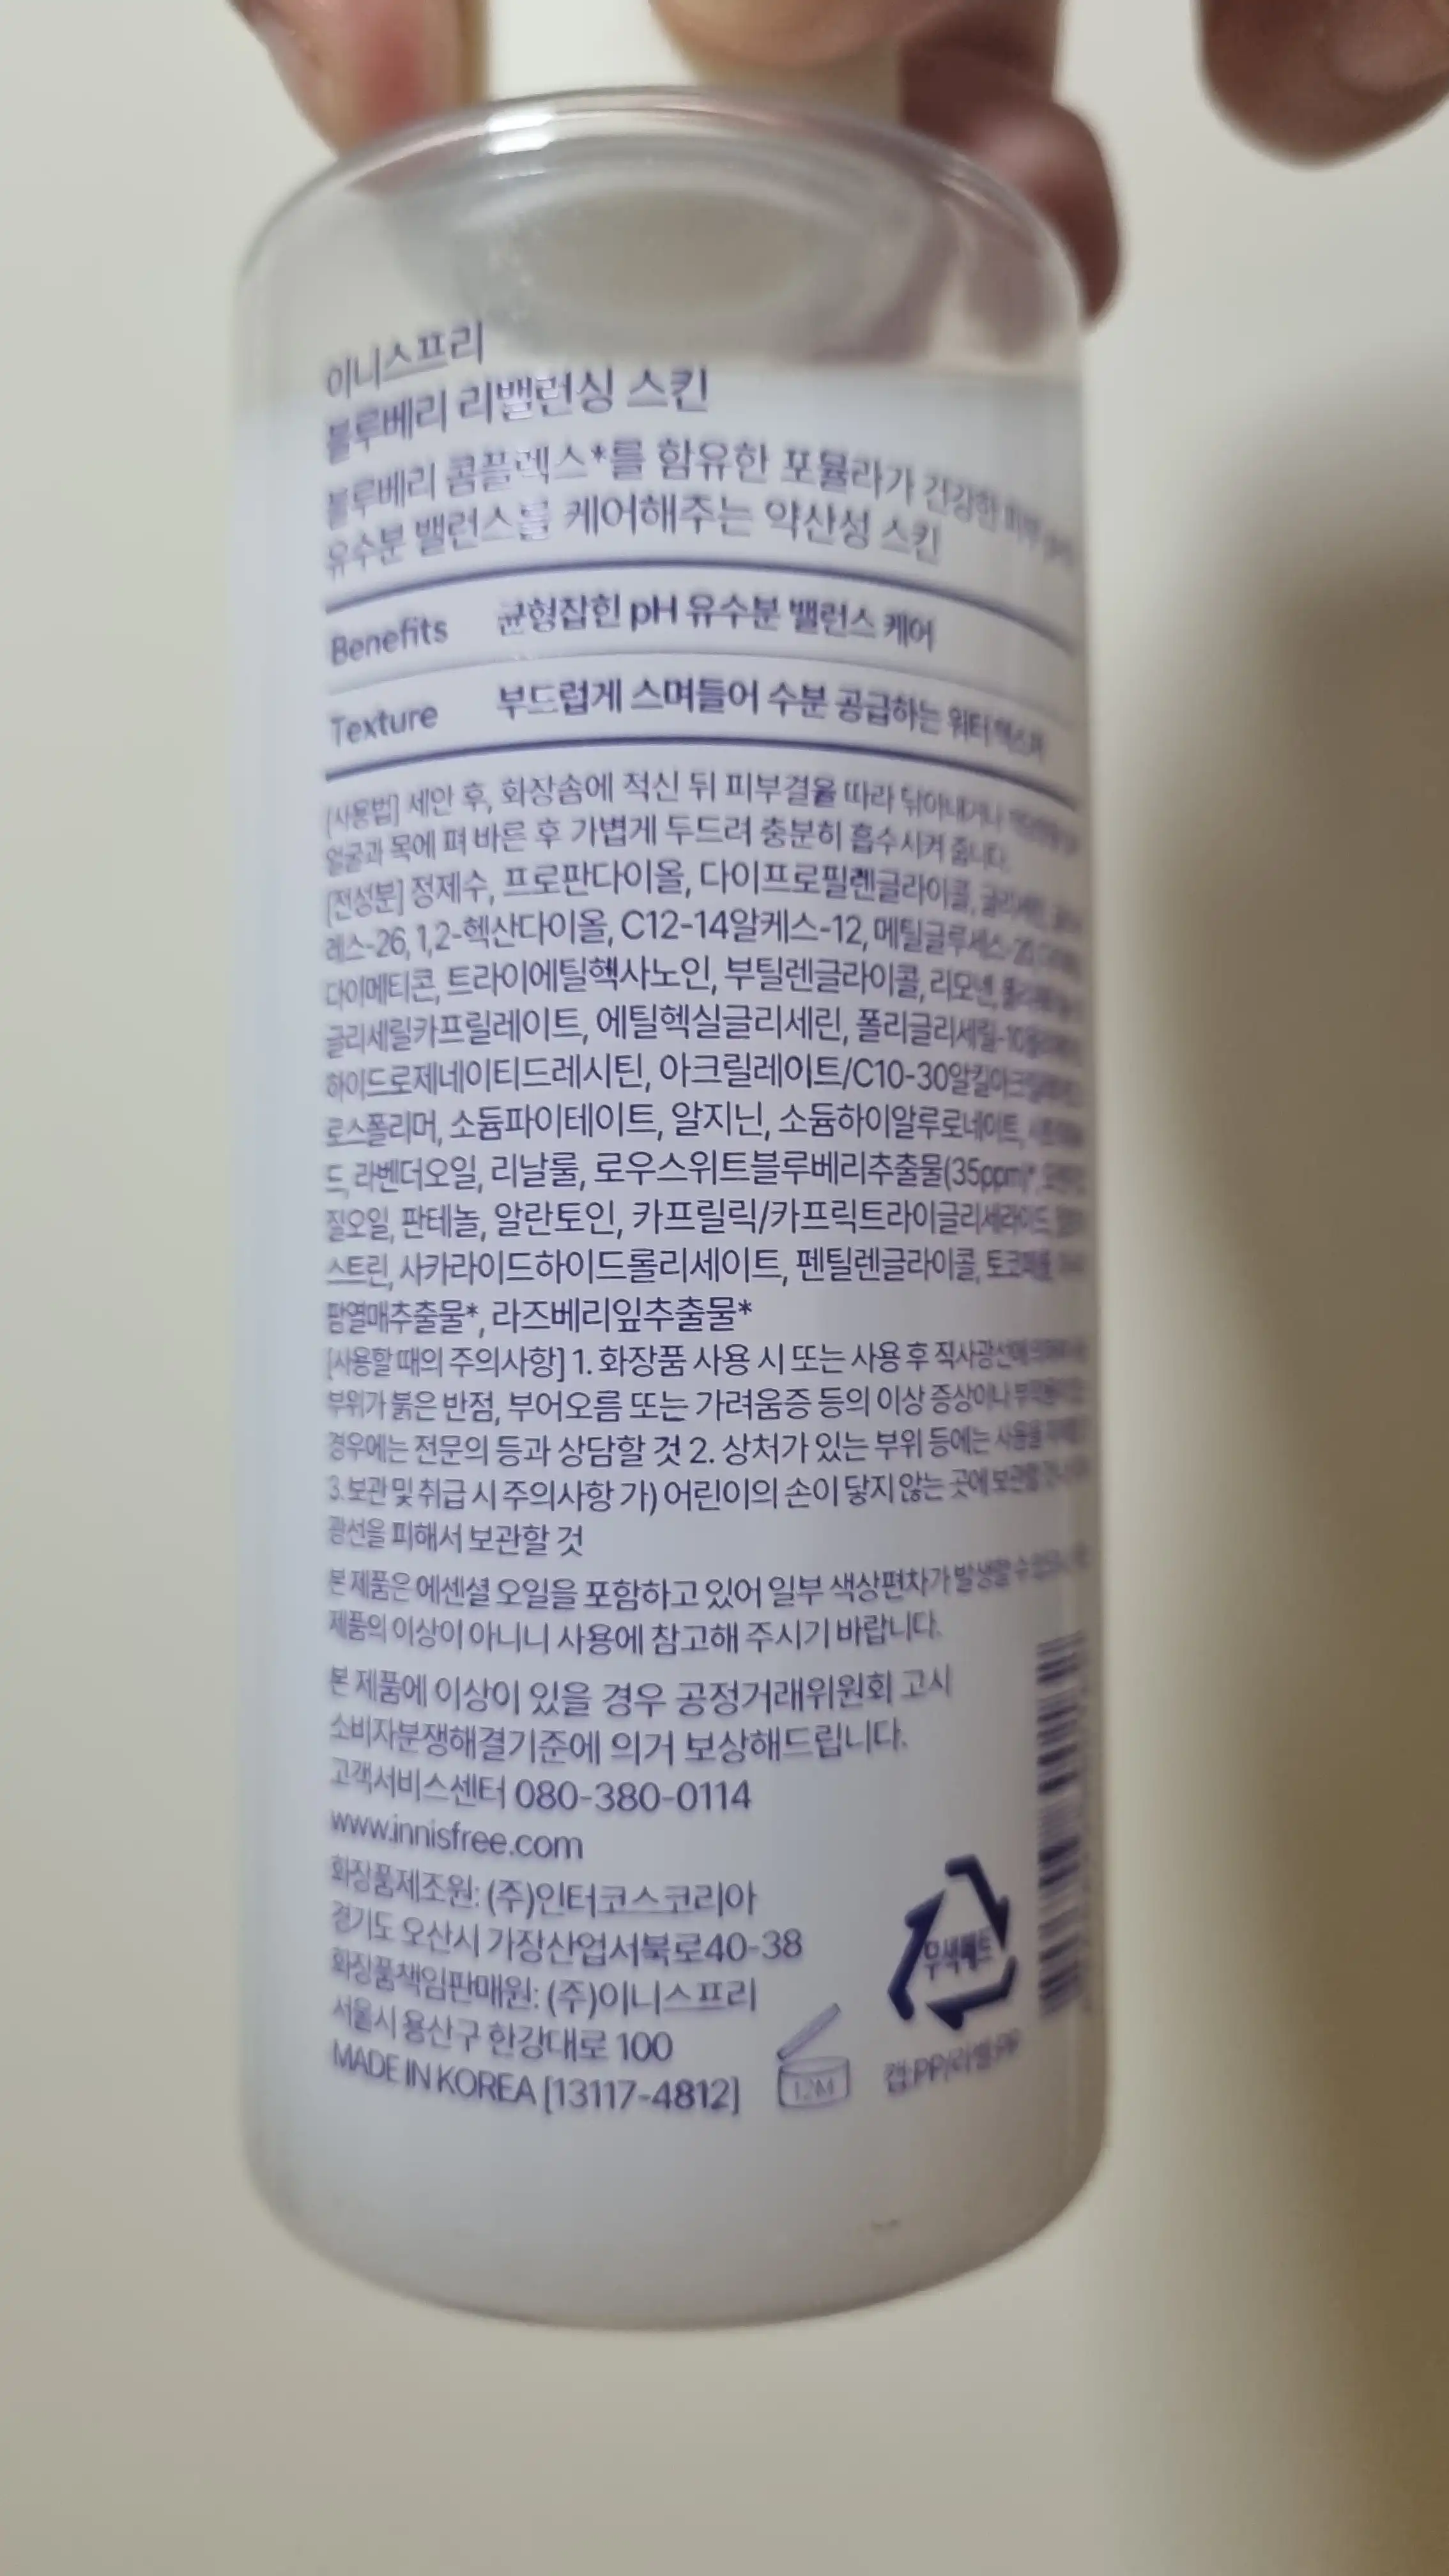 이니스프리
블루베리 리밸런싱 스킨
블루베리 콤플렉스*를 함유한 포뮬라가 건강한 피부
유수분 밸런스를 케어해주는 약산성 스킨
Benefits 균형잡힌 pH 유수분 밸런스 케어
Texture 부드럽게 스며들어 수분 공급하는 워터
[사용법] 세안 후, 화장솜에 적신 뒤 피부결을 따라 닦아내거나
얼굴과 목에 펴 바른 후 가볍게 두드려 충분히 흡수시켜 줍니다.
[전성분] 정제수, 프로판다이올, 다이프로필렌글라이콜, 글리세린,
레스-26, 1,2-헥산다이올, C12-14알케스-12, 메틸글루세스-20,
다이메티콘, 트라이에틸헥사노인, 부틸렌글라이콜, 리모넨,
글리세릴카프릴레이트, 에틸헥실글리세린, 폴리글리세릴-10
하이드로제네이티드레시틴, 아크릴레이트/C10-30알킬아크릴레이트
로스폴리머, 소듐파이테이트, 알지닌, 소듐하이알루로네이트,
드, 라벤더오일, 리날룰, 로우스위트블루베리추출물(35ppm)*,
질오일, 판테놀, 알란토인, 카프릴릭/카프릭트라이글리세라이드,
스트린, 사카라이드하이드롤리세이트, 펜틸렌글라이콜, 토코페롤,
팜열매추출물*, 라즈베리잎추출물*
[사용할 때의 주의사항] 1. 화장품 사용 시 또는 사용 후 직사광선에
부위가 붉은 반점, 부어오름 또는 가려움증 등의 이상 증상이나
경우에는 전문의 등과 상담할 것 2. 상처가 있는 부위 등에는 사용을
3. 보관 및 취급 시 주의사항 가) 어린이의 손이 닿지 않는 곳에 보관할 것
광선을 피해서 보관할 것
본 제품은 에센셜 오일을 포함하고 있어 일부 색상편차가 발생할 수
제품의 이상이 아니니 사용에 참고해 주시기 바랍니다.
본 제품에 이상이 있을 경우 공정거래위원회 고시
소비자분쟁해결기준에 의거 보상해드립니다.
고객서비스센터 080-380-0114
www.innisfree.com
화장품제조원: (주)인터코스코리아
경기도 오산시 가장산업서북로40-38
화장품책임판매원: (주)이니스프리
서울시 용산구 한강대로 100
MADE IN KOREA [13117-4812]
12M
무색페트
캡:PP/라벨:PP